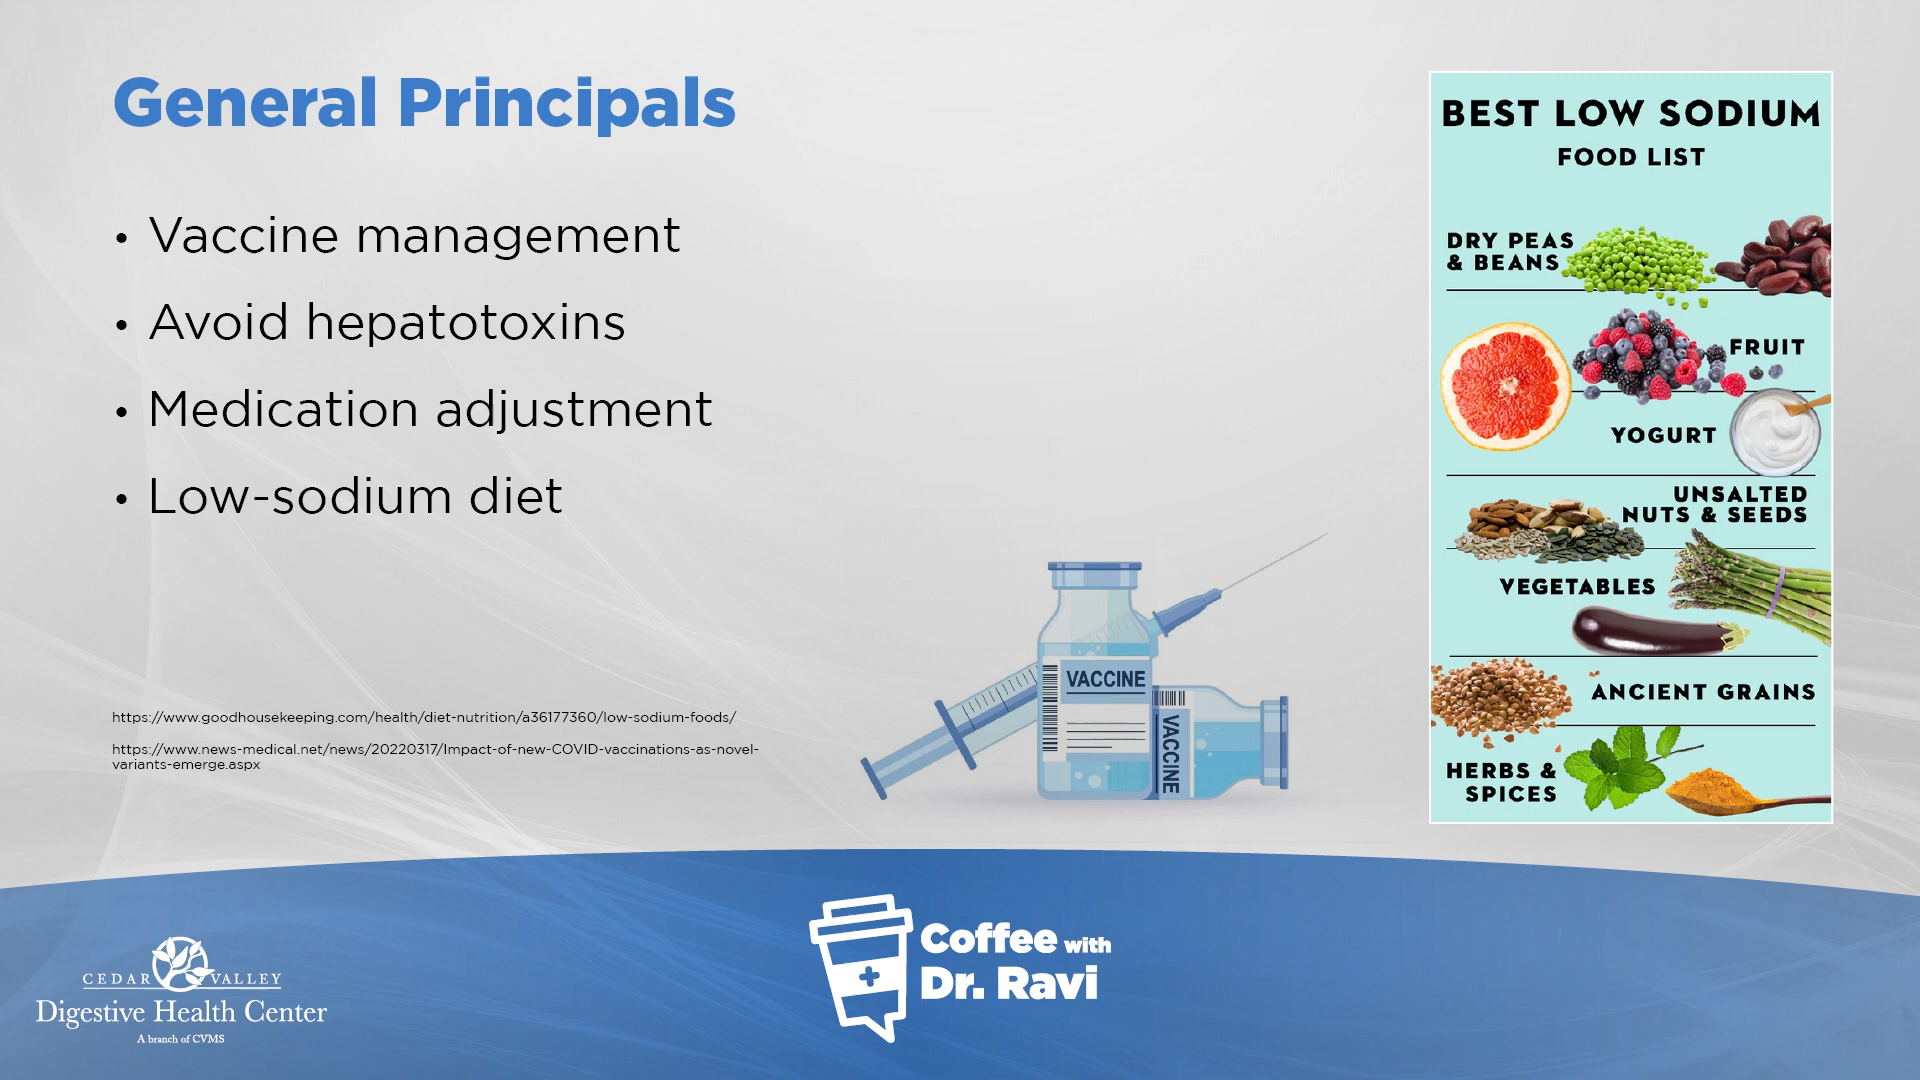 General Principals
• Vaccine management
• Avoid hepatotoxins
• Medication adjustment
• Low-sodium diet
https://www.goodhousekeeping.com/health/diet-nutrition/a36177360/low-sodium-foods/
https://www.news-medical.net/news/20220317/Impact-of-new-COVID-vaccinations-as-novel-
variants-emerge.aspx
VACCINE
VACCINE
BEST LOW SODIUM
FOOD LIST
DRY PEAS
& BEANS
FRUIT
YOGURT
UNSALTED
NUTS & SEEDS
VEGETABLES
ANCIENT GRAINS
HERBS &
SPICES
CEDAR VALLEY
Digestive Health Center
A branch of CVMS
Coffee with
Dr. Ravi